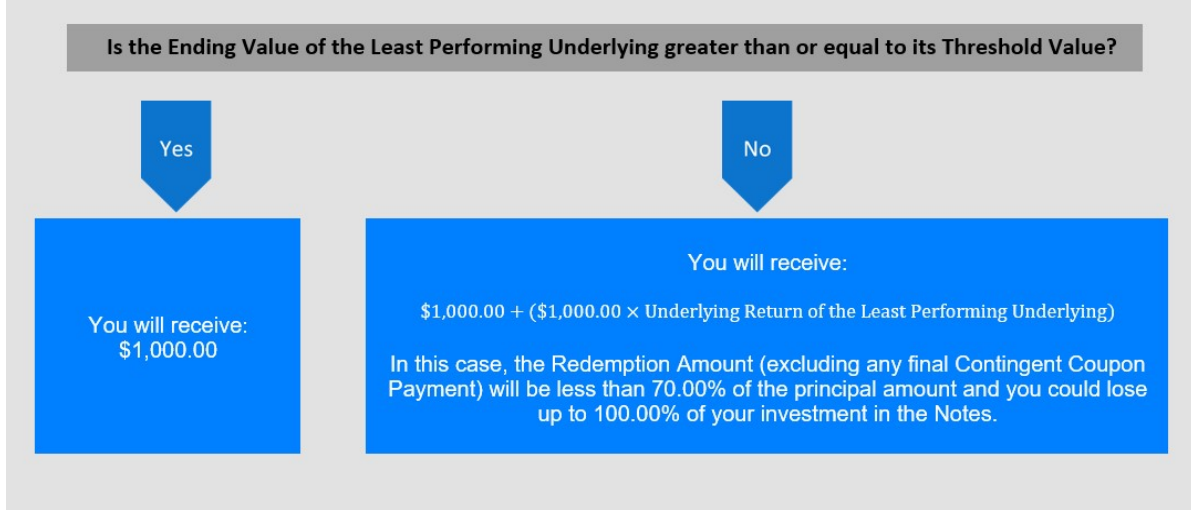 Is the Ending Value of the Least Performing Underlying greater than or equal to its Threshold Value?
Yes
No
You will receive:
$1,000.00
You will receive:
$1,000.00 + ($1,000.00 × Underlying Return of the Least Performing Underlying)
In this case, the Redemption Amount (excluding any final Contingent Coupon
Payment) will be less than 70.00% of the principal amount and you could lose
up to 100.00% of your investment in the Notes.